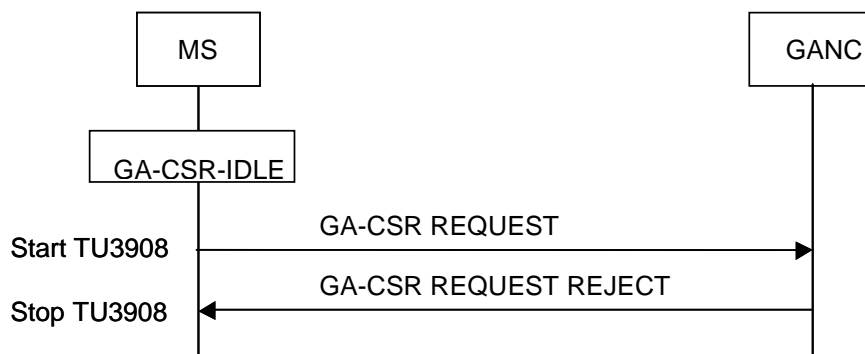 MS
GANC
GA-CSR-IDLE
GA-CSR REQUEST
Start TU3908
GA-CSR REQUEST REJECT
Stop TU3908